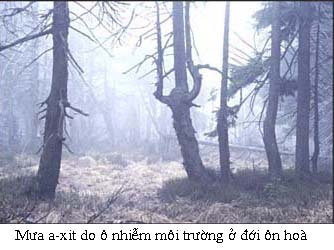 Mưa a-xit do ô nhiễm môi trường ở đới ôn hoà